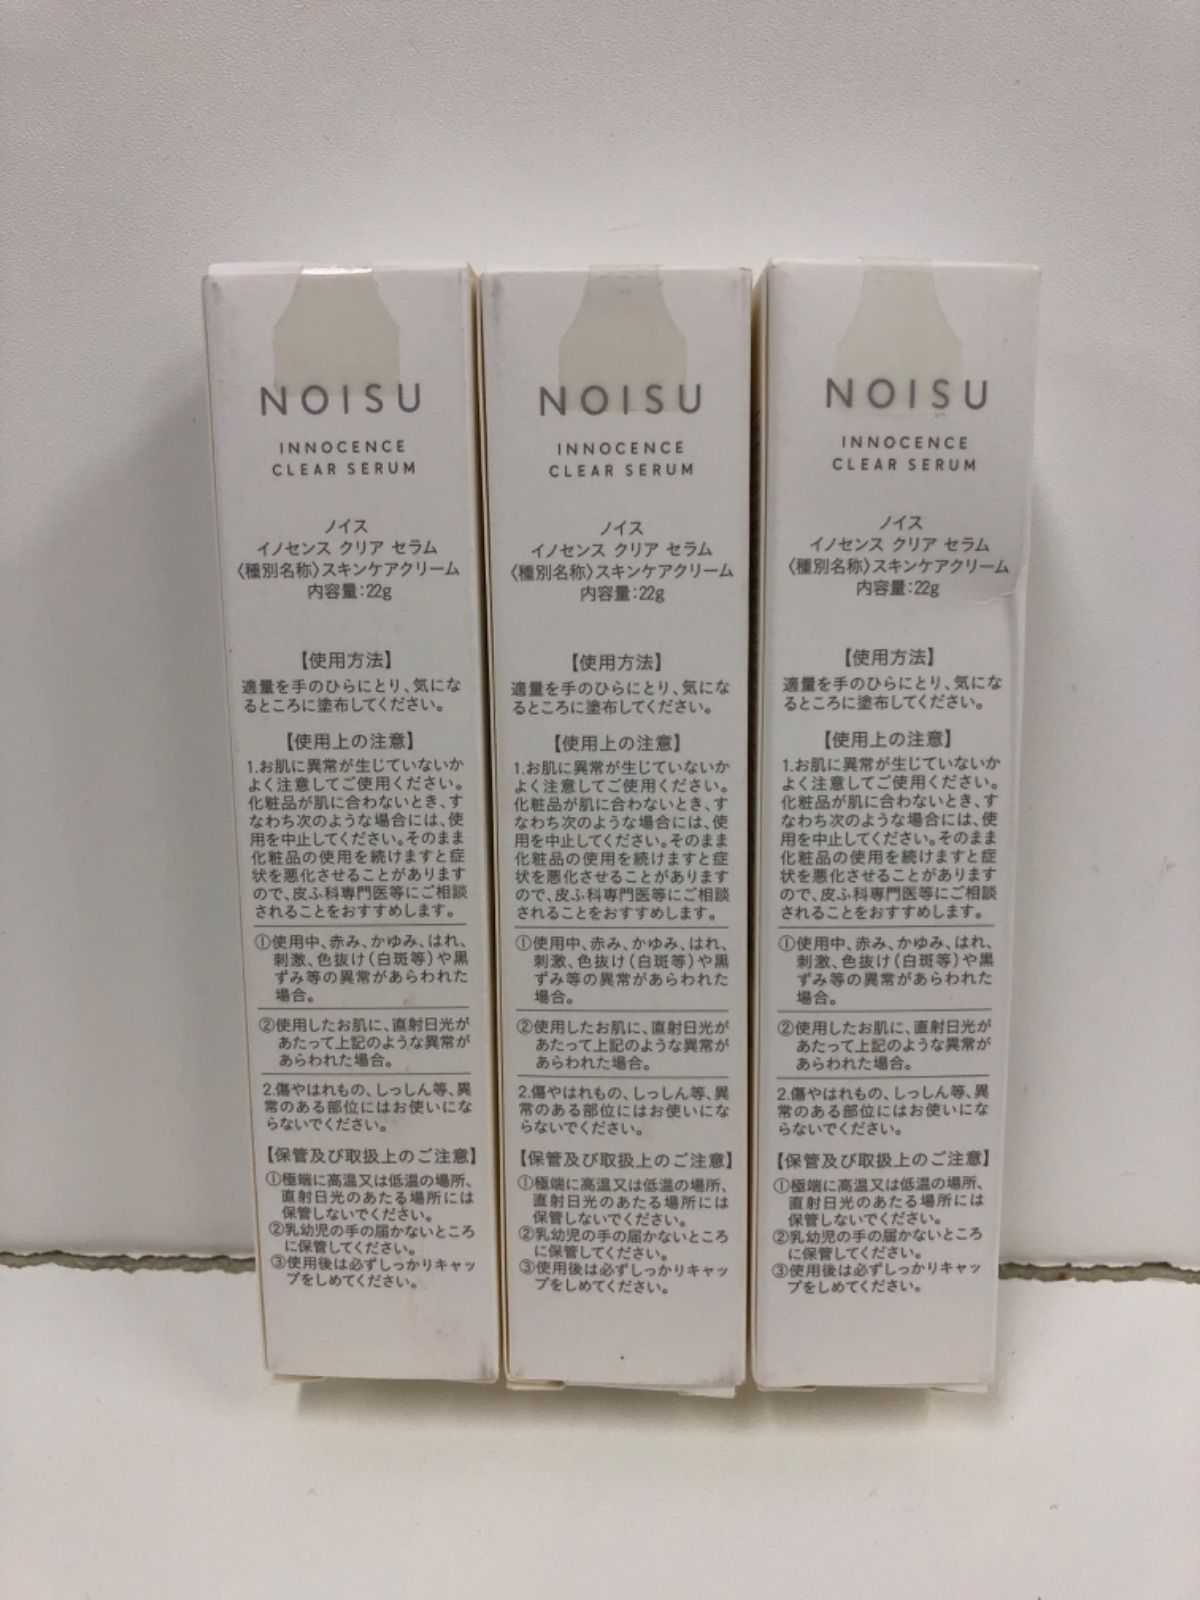 NOISU
INNOCENCE
CLEAR SERUM
ノイス
イノセンス クリア セラム
〈種別名称〉スキンケアクリーム
内容量:22g
【使用方法】
適量を手のひらにとり、気にな
るところに塗布してください。
【使用上の注意】
1.お肌に異常が生じていないか
よく注意してご使用ください。
化粧品が肌に合わないとき、す
なわち次のような場合には、使
用を中止してください。そのまま
化粧品の使用を続けますと症
状を悪化させることがあります
ので、皮ふ科専門医等にご相談
されることをおすすめします。
①使用中、赤み、かゆみ、はれ、
刺激、色抜け(白斑等)や黒
ずみ等の異常があらわれた
場合。
②使用したお肌に、直射日光が
あたって上記のような異常が
あらわれた場合。
2.傷やはれもの、しっしん等、異
常のある部位にはお使いにな
らないでください。
【保管及び取扱上のご注意】
①極端に高温又は低温の場所、
直射日光のあたる場所には
保管しないでください。
②乳幼児の手の届かないところ
に保管してください。
③使用後は必ずしっかりキャッ
プをしめてください。
NOISU
INNOCENCE
CLEAR SERUM
ノイス
イノセンス クリア セラム
〈種別名称〉スキンケアクリーム
内容量:22g
【使用方法】
適量を手のひらにとり、気にな
るところに塗布してください。
【使用上の注意】
1.お肌に異常が生じていないか
よく注意してご使用ください。
化粧品が肌に合わないとき、す
なわち次のような場合には、使
用を中止してください。そのまま
化粧品の使用を続けますと症
状を悪化させることがあります
ので、皮ふ科専門医等にご相談
されることをおすすめします。
①使用中、赤み、かゆみ、はれ、
刺激、色抜け(白斑等)や黒
ずみ等の異常があらわれた
場合。
②使用したお肌に、直射日光が
あたって上記のような異常が
あらわれた場合。
2.傷やはれもの、しっしん等、異
常のある部位にはお使いにな
らないでください。
【保管及び取扱上のご注意】
①極端に高温又は低温の場所、
直射日光のあたる場所には
保管しないでください。
②乳幼児の手の届かないところ
に保管してください。
③使用後は必ずしっかりキャッ
プをしめてください。
NOISU
INNOCENCE
CLEAR SERUM
ノイス
イノセンス クリア セラム
〈種別名称〉スキンケアクリーム
内容量:22g
【使用方法】
適量を手のひらにとり、気にな
るところに塗布してください。
【使用上の注意】
1.お肌に異常が生じていないか
よく注意してご使用ください。
化粧品が肌に合わないとき、す
なわち次のような場合には、使
用を中止してください。そのまま
化粧品の使用を続けますと症
状を悪化させることがあります
ので、皮ふ科専門医等にご相談
されることをおすすめします。
①使用中、赤み、かゆみ、はれ、
刺激、色抜け(白斑等)や黒
ずみ等の異常があらわれた
場合。
②使用したお肌に、直射日光が
あたって上記のような異常が
あらわれた場合。
2.傷やはれもの、しっしん等、異
常のある部位にはお使いにな
らないでください。
【保管及び取扱上のご注意】
①極端に高温又は低温の場所、
直射日光のあたる場所には
保管しないでください。
②乳幼児の手の届かないところ
に保管してください。
③使用後は必ずしっかりキャッ
プをしめてください。